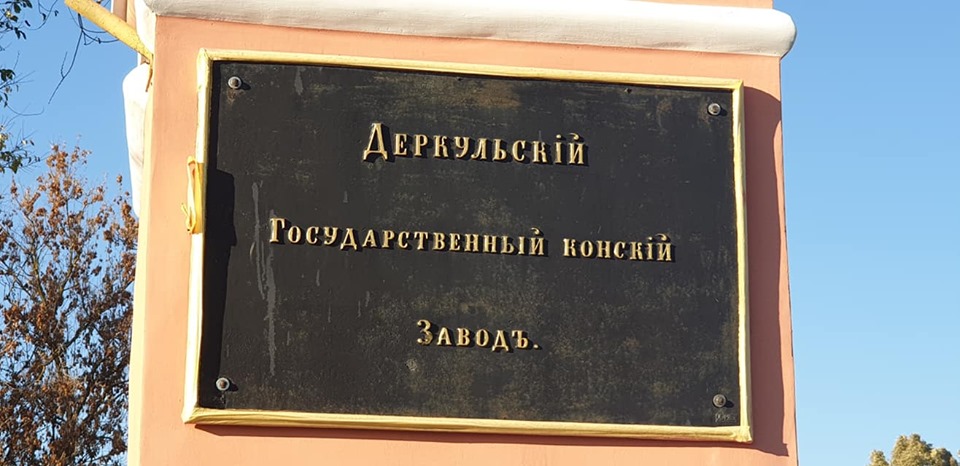 Деркульскій
Государственный конскій
Заводъ.